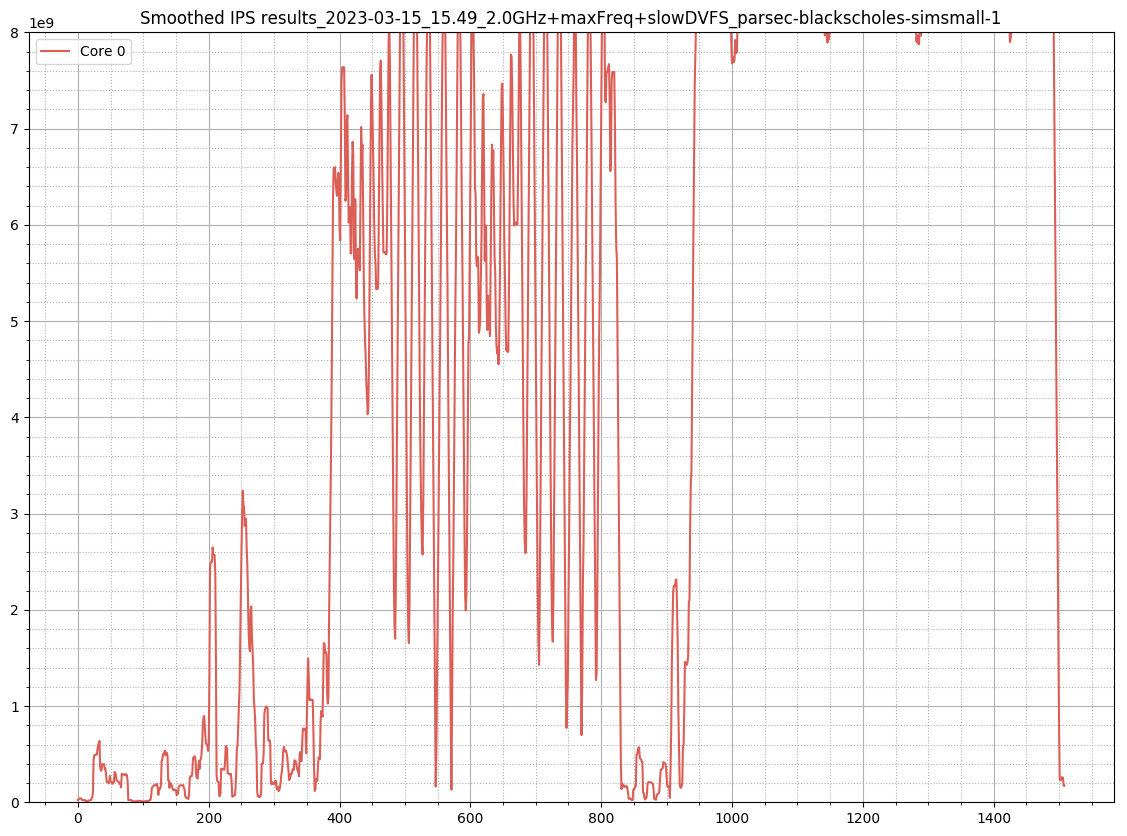 Smoothed IPS results_2023-03-15_15.49_2.0GHz+maxFreq+slowDVFS_parsec-blackscholes-simsmall-1
1e9
Core 0
8
7
6
5
4
3
2
1
0
0 200 400 600 800 1000 1200 1400